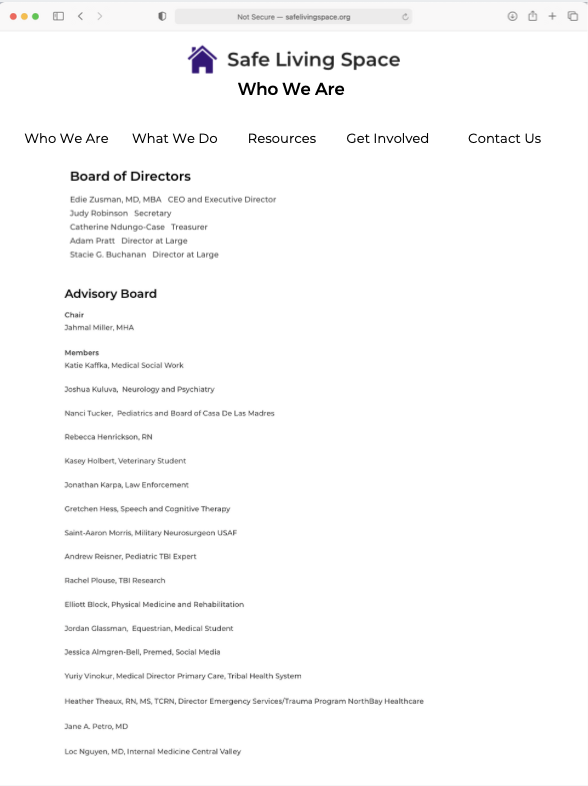 Not Secure — safelivingspace.org
Safe Living Space
Who We Are
Who We Are What We Do Resources Get Involved Contact Us
Board of Directors
Edie Zusman, MD, MBA CEO and Executive Director
Judy Robinson Secretary
Catherine Ndungo-Case Treasurer
Adam Pratt Director at Large
Stacie G. Buchanan Director at Large
Advisory Board
Chair
Jahmal Miller, MHA
Members
Katie Kaffka, Medical Social Work
Joshua Kuluva, Neurology and Psychiatry
Nanci Tucker, Pediatrics and Board of Casa De Las Madres
Rebecca Henrickson, RN
Kasey Holbert, Veterinary Student
Jonathan Karpa, Law Enforcement
Gretchen Hess, Speech and Cognitive Therapy
Saint-Aaron Morris, Military Neurosurgeon USAF
Andrew Reisner, Pediatric TBI Expert
Rachel Plouse, TBI Research
Elliott Block, Physical Medicine and Rehabilitation
Jordan Glassman, Equestrian, Medical Student
Jessica Almgren-Bell, Premed, Social Media
Yuriy Vinokur, Medical Director Primary Care, Tribal Health System
Heather Theaux, RN, MS, TCRN, Director Emergency Services/Trauma Program NorthBay Healthcare
Jane A. Petro, MD
Loc Nguyen, MD, Internal Medicine Central Valley